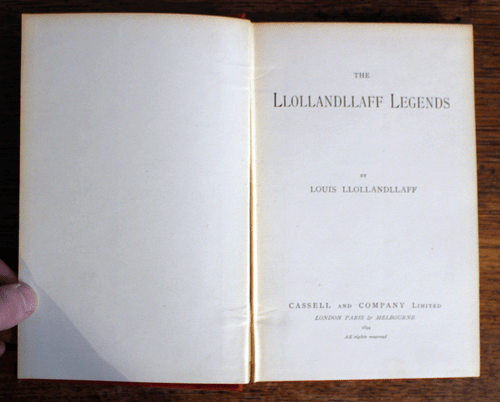 THE
LLOLLANDLLAFF LEGENDS
BY
LOUIS LLOLLANDLLAFF
CASSELL AND COMPANY LIMITED
LONDON PARIS & MELBOURNE
All rights reserved